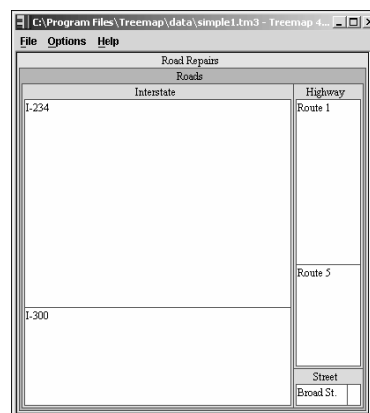 C:\Program Files\Treemap\data\simple1.tm3 - Treemap 4...
File Options Help
Road Repairs
Roads
Interstate
Highway
I-234
Route 1
Route 5
I-300
Street
Broad St.